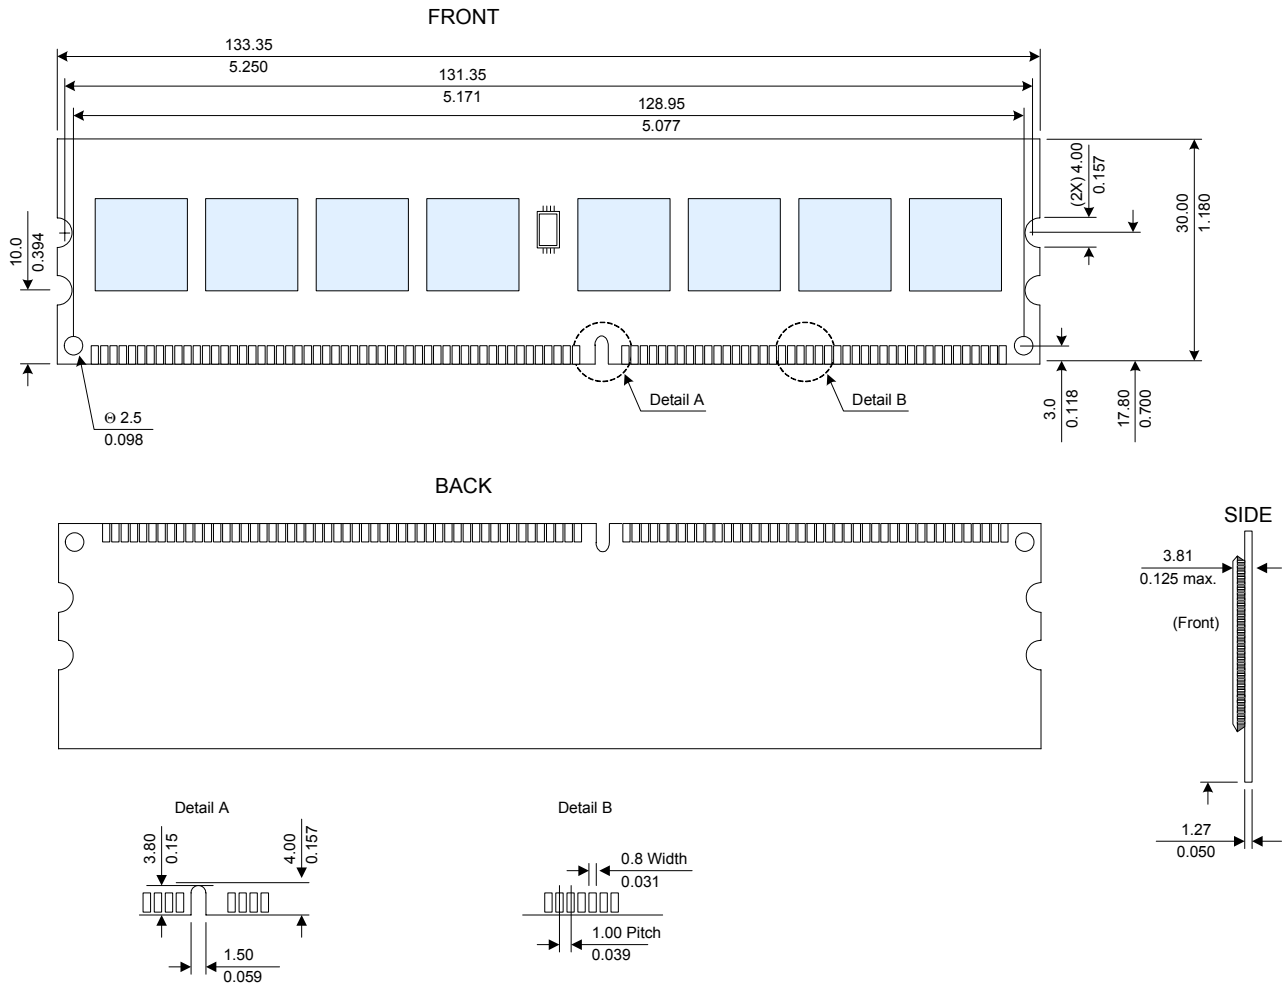 FRONT
133.35
5.250
131.35
5.171
128.95
5.077
(2X) 4.00
0.157
30.00
1.180
10.0
0.394
Detail A
Detail B
3.0
0.118
17.80
0.700
Θ 2.5
0.098
BACK
SIDE
3.81
0.125 max.
(Front)
1.27
0.050
Detail A
3.80
0.15
4.00
0.157
1.50
0.059
Detail B
0.8 Width
0.031
1.00 Pitch
0.039